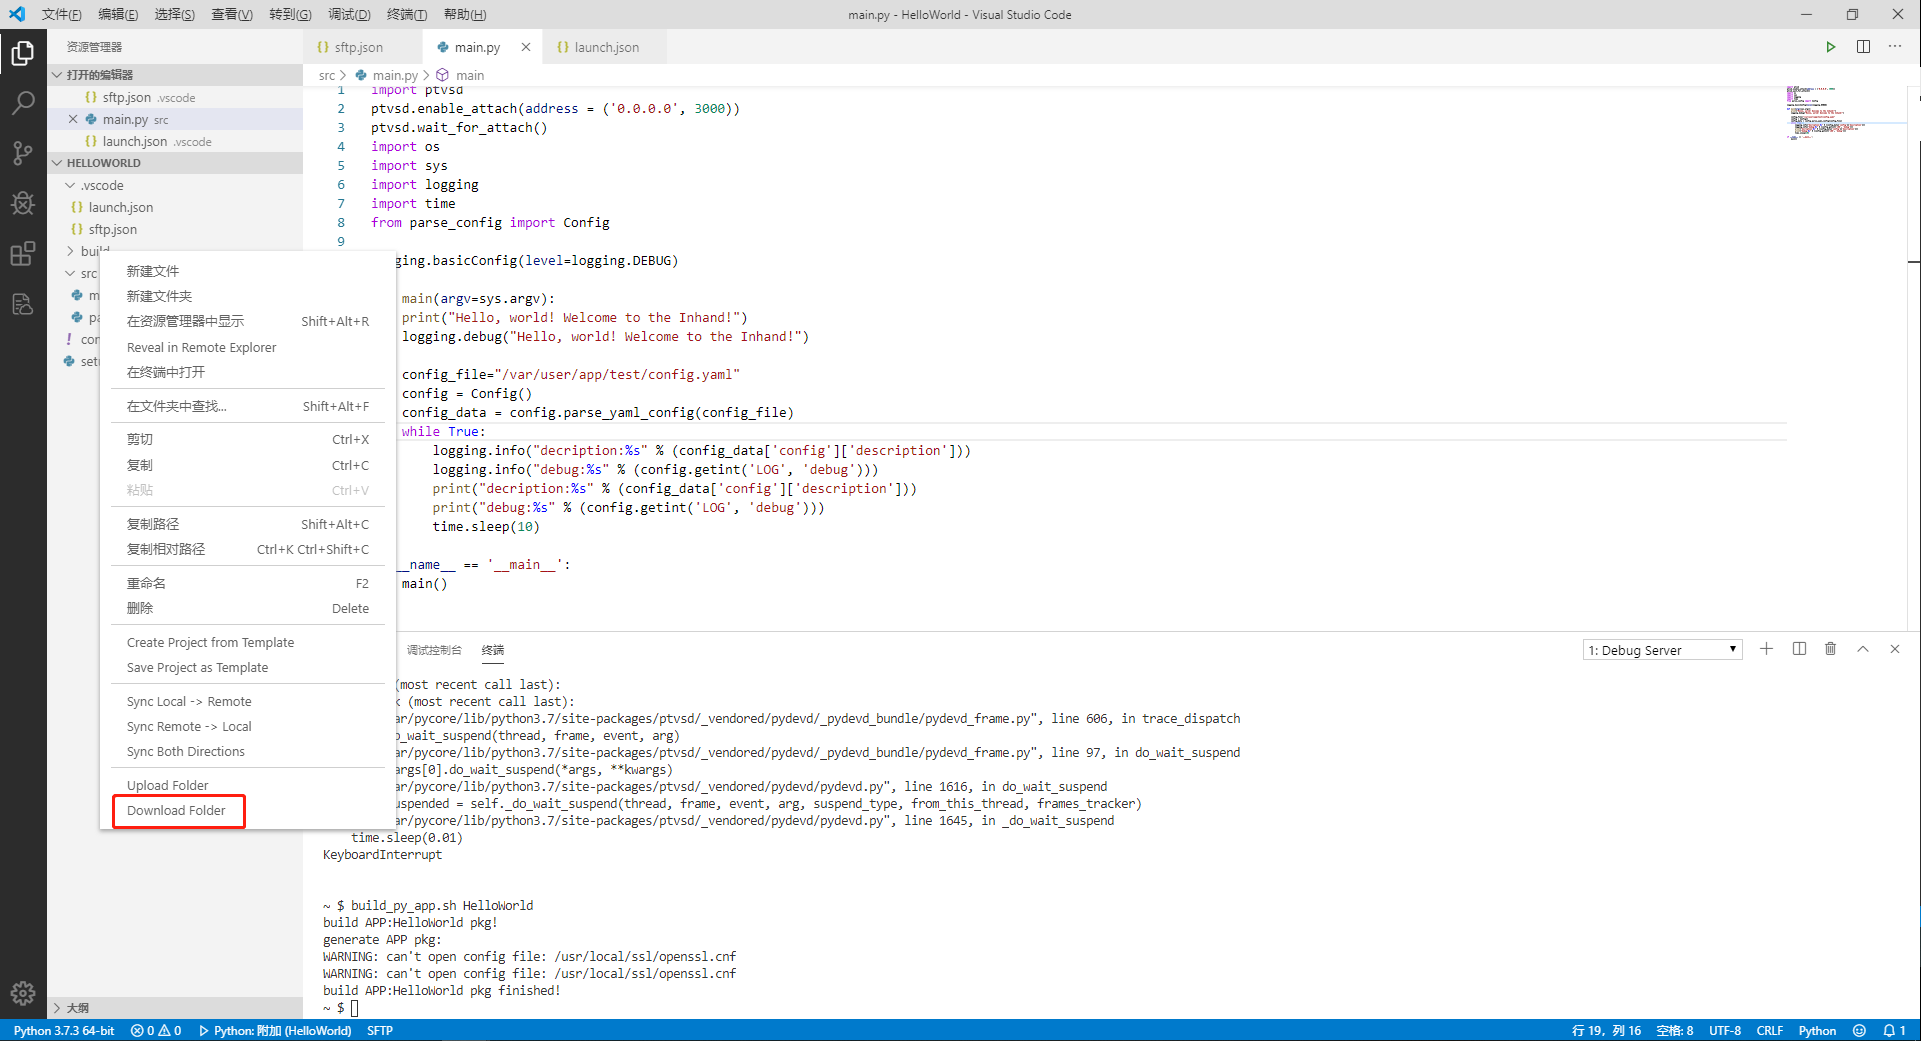 文件(F) 编辑(E) 选择(S) 查看(V) 转到(G) 调试(D) 终端(T) 帮助(H)
main.py - HelloWorld - Visual Studio Code
资源管理器
打开的编辑器
{} sftp.json .vscode
main.py src
{} launch.json .vscode
HELLOWORLD
.vscode
{} launch.json
{} sftp.json
build
src
m
pa
! con
setu
大纲
新建文件
新建文件夹
在资源管理器中显示 Shift+Alt+R
Reveal in Remote Explorer
在终端中打开
在文件夹中查找... Shift+Alt+F
剪切 Ctrl+X
复制 Ctrl+C
粘贴 Ctrl+V
复制路径 Shift+Alt+C
复制相对路径 Ctrl+K Ctrl+Shift+C
重命名 F2
删除 Delete
Create Project from Template
Save Project as Template
Sync Local -> Remote
Sync Remote -> Local
Sync Both Directions
Upload Folder
Download Folder
{} sftp.json main.py {} launch.json
src > main.py > main
1 import ptvsd
2 ptvsd.enable_attach(address = ('0.0.0.0', 3000))
3 ptvsd.wait_for_attach()
4 import os
5 import sys
6 import logging
7 import time
8 from parse_config import Config
9
ging.basicConfig(level=logging.DEBUG)
main(argv=sys.argv):
print("Hello, world! Welcome to the Inhand!")
logging.debug("Hello, world! Welcome to the Inhand!")
config_file="/var/user/app/test/config.yaml"
config = Config()
config_data = config.parse_yaml_config(config_file)
while True:
logging.info("decription:%s" % (config_data['config']['description']))
logging.info("debug:%s" % (config.getint('LOG', 'debug')))
print("decription:%s" % (config_data['config']['description']))
print("debug:%s" % (config.getint('LOG', 'debug')))
time.sleep(10)
__name__ == '__main__':
main()
调试控制台 终端
1: Debug Server
(most recent call last):
k (most recent call last):
ar/pycore/lib/python3.7/site-packages/ptvsd/_vendored/pydevd/_pydevd_bundle/pydevd_frame.py", line 606, in trace_dispatch
o_wait_suspend(thread, frame, event, arg)
ar/pycore/lib/python3.7/site-packages/ptvsd/_vendored/pydevd/_pydevd_bundle/pydevd_frame.py", line 97, in do_wait_suspend
args[0].do_wait_suspend(*args, **kwargs)
ar/pycore/lib/python3.7/site-packages/ptvsd/_vendored/pydevd/pydevd.py", line 1616, in do_wait_suspend
uspended = self._do_wait_suspend(thread, frame, event, arg, suspend_type, from_this_thread, frames_tracker)
ar/pycore/lib/python3.7/site-packages/ptvsd/_vendored/pydevd/pydevd.py", line 1645, in _do_wait_suspend
time.sleep(0.01)
KeyboardInterrupt
~ $ build_py_app.sh HelloWorld
build APP:HelloWorld pkg!
generate APP pkg:
WARNING: can't open config file: /usr/local/ssl/openssl.cnf
WARNING: can't open config file: /usr/local/ssl/openssl.cnf
build APP:HelloWorld pkg finished!
~ $
Python 3.7.3 64-bit 0 0 Python: 附加 (HelloWorld) SFTP 行 19，列 16 空格: 8 UTF-8 CRLF Python 1